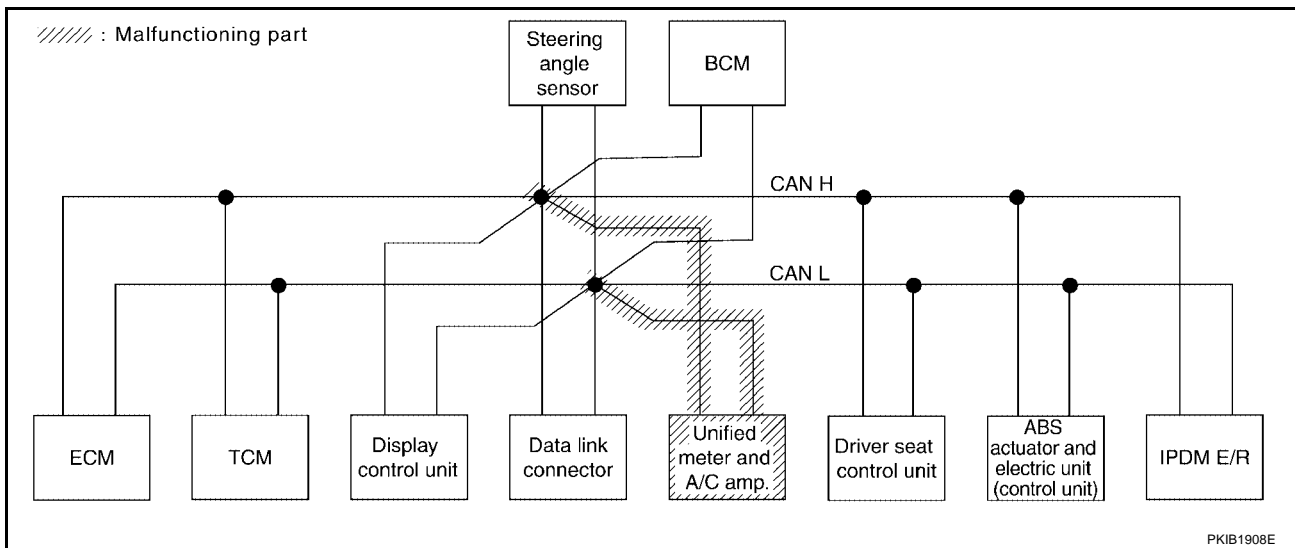 : Malfunctioning part
Steering
angle
sensor
BCM
CAN H
CAN L
ECM
TCM
Display
control unit
Data link
connector
Unified
meter and
A/C amp.
Driver seat
control unit
ABS
actuator and
electric unit
(control unit)
IPDM E/R
PKIB1908E